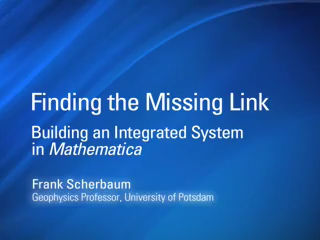 Finding the Missing Link
Building an Integrated System
in Mathematica
Frank Scherbaum
Geophysics Professor, University of Potsdam